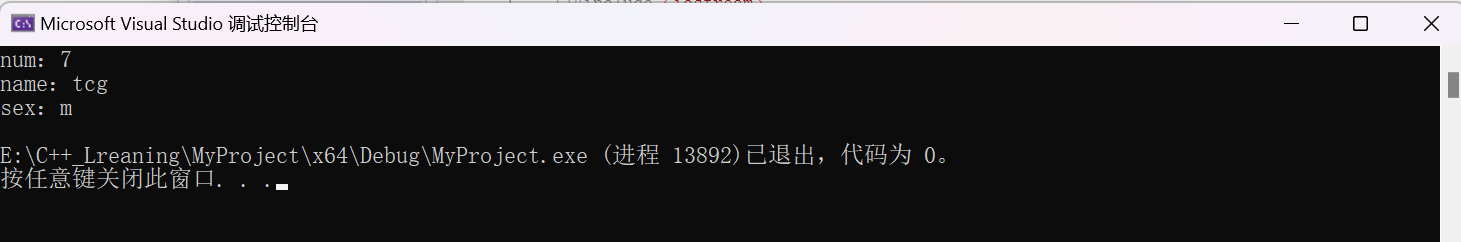 Microsoft Visual Studio 调试控制台
num: 7
name: tcg
sex: m
E:\C++_Lreaning\MyProject\x64\Debug\MyProject.exe (进程 13892)已退出，代码为 0。
按任意键关闭此窗口. . .